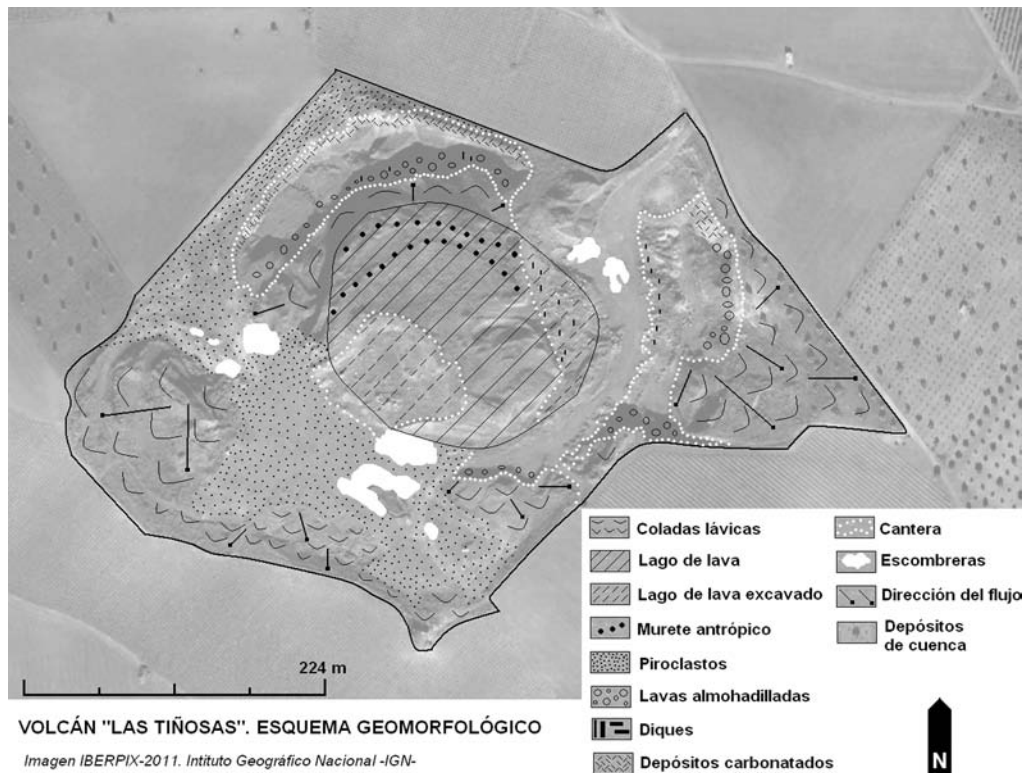 224 m
VOLCÁN "LAS TIÑOSAS". ESQUEMA GEOMORFOLÓGICO
Imagen IBERPIX-2011. Intituto Geográfico Nacional -IGN-
Coladas lávicas
Lago de lava
Lago de lava excavado
Murete antrópico
Piroclastos
Lavas almohadilladas
Diques
Depósitos carbonatados
Cantera
Escombreras
Dirección del flujo
Depósitos
de cuenca
N